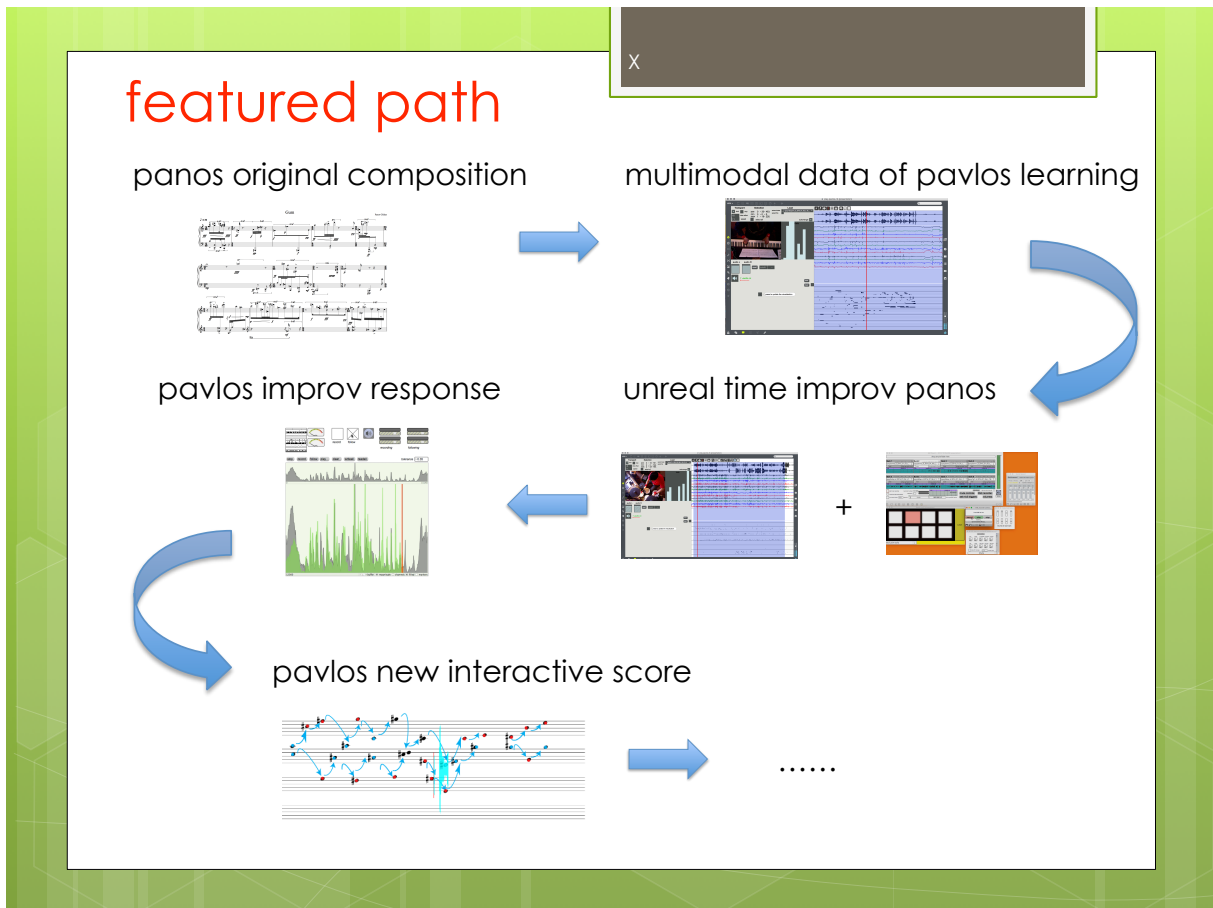 X
featured path
panos original composition
multimodal data of pavlos learning
pavlos improv response
unreal time improv panos
+
pavlos new interactive score
......